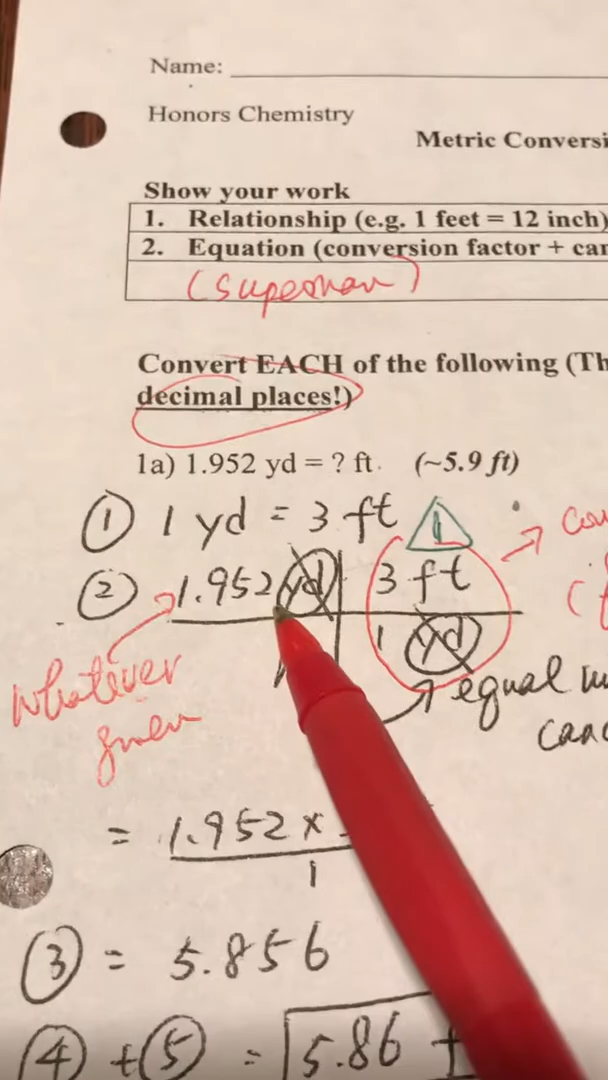 Name:
Honors Chemistry
Metric Conversi
Show your work
1. Relationship (e.g. 1 feet = 12 inch)
2. Equation (conversion factor + can
(superman)
Convert EACH of the following (Th
decimal places!)
1a) 1.952 yd = ? ft. (~5.9 ft)
① 1 yd = 3 ft 1
② 1.952 yd 3 ft
1 yd
whatever
given
equal
canc
= 1.952 x
1
③ = 5.856
④ + ⑤ = 5.86